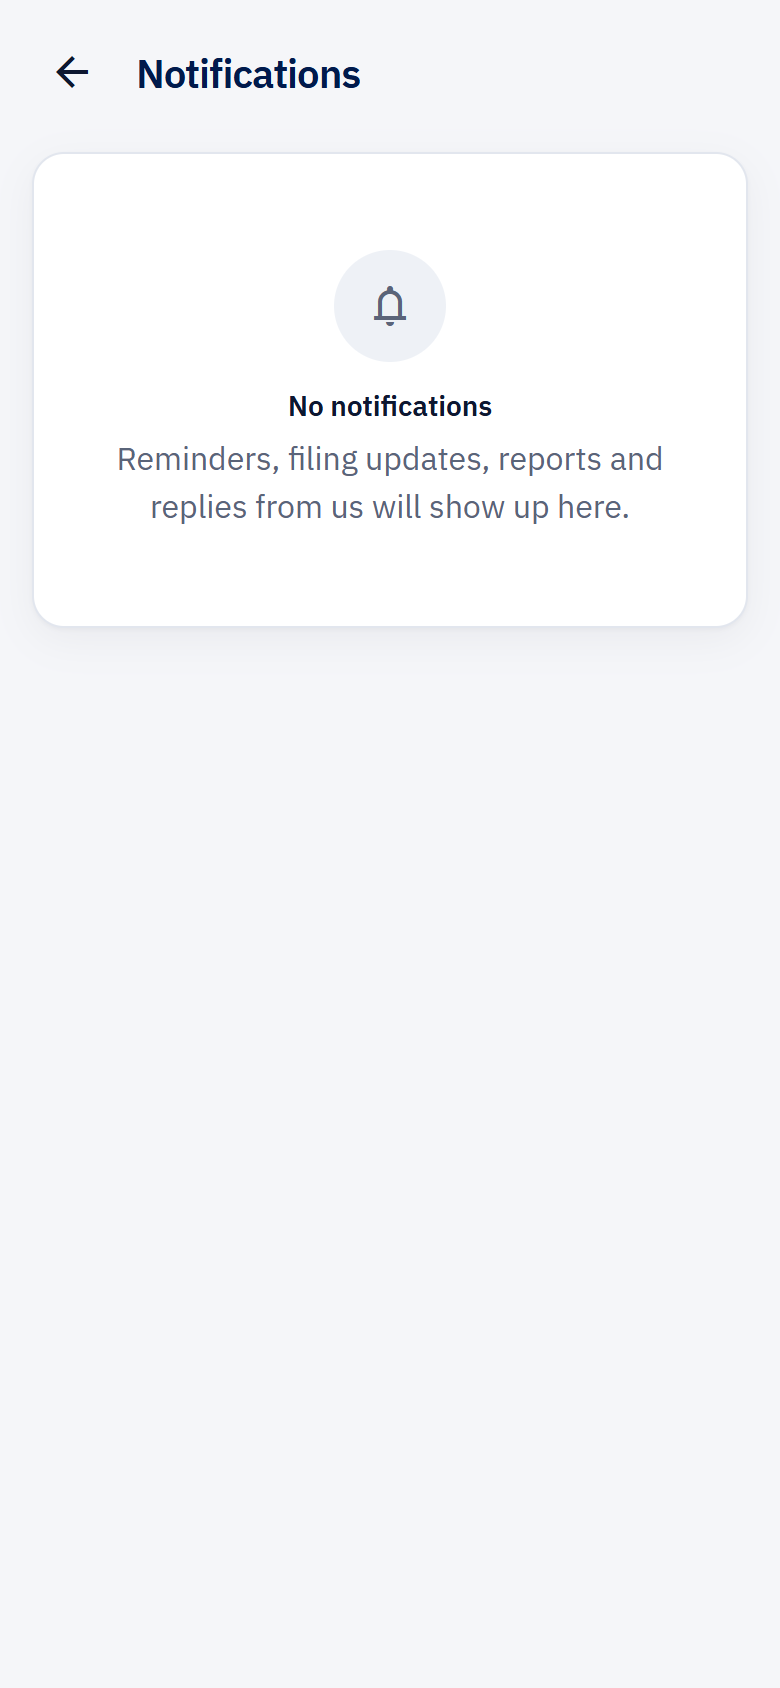 Notifications
No notifications
Reminders, filing updates, reports and
replies from us will show up here.